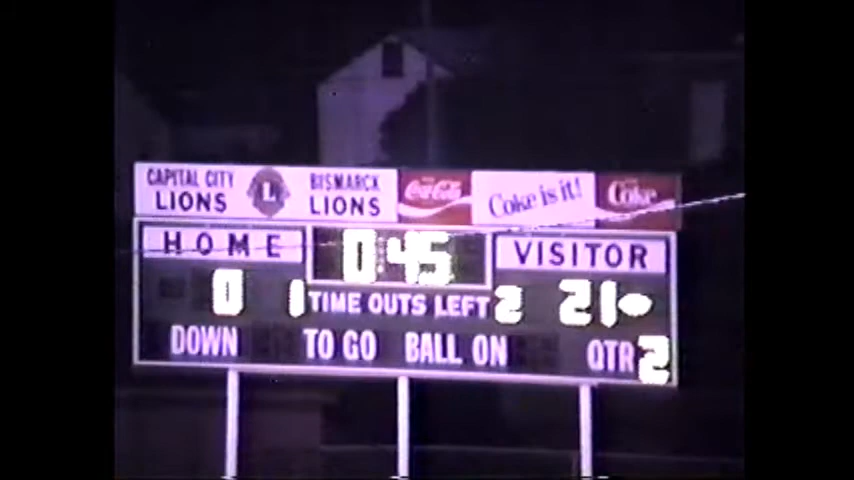 CAPITAL CITY LIONS
L
BISMARCK LIONS
Coca-Cola
Coke is it!
Coke
HOME
0:45
VISITOR
0
1 TIME OUTS LEFT 2
21
DOWN TO GO BALL ON QTR 2